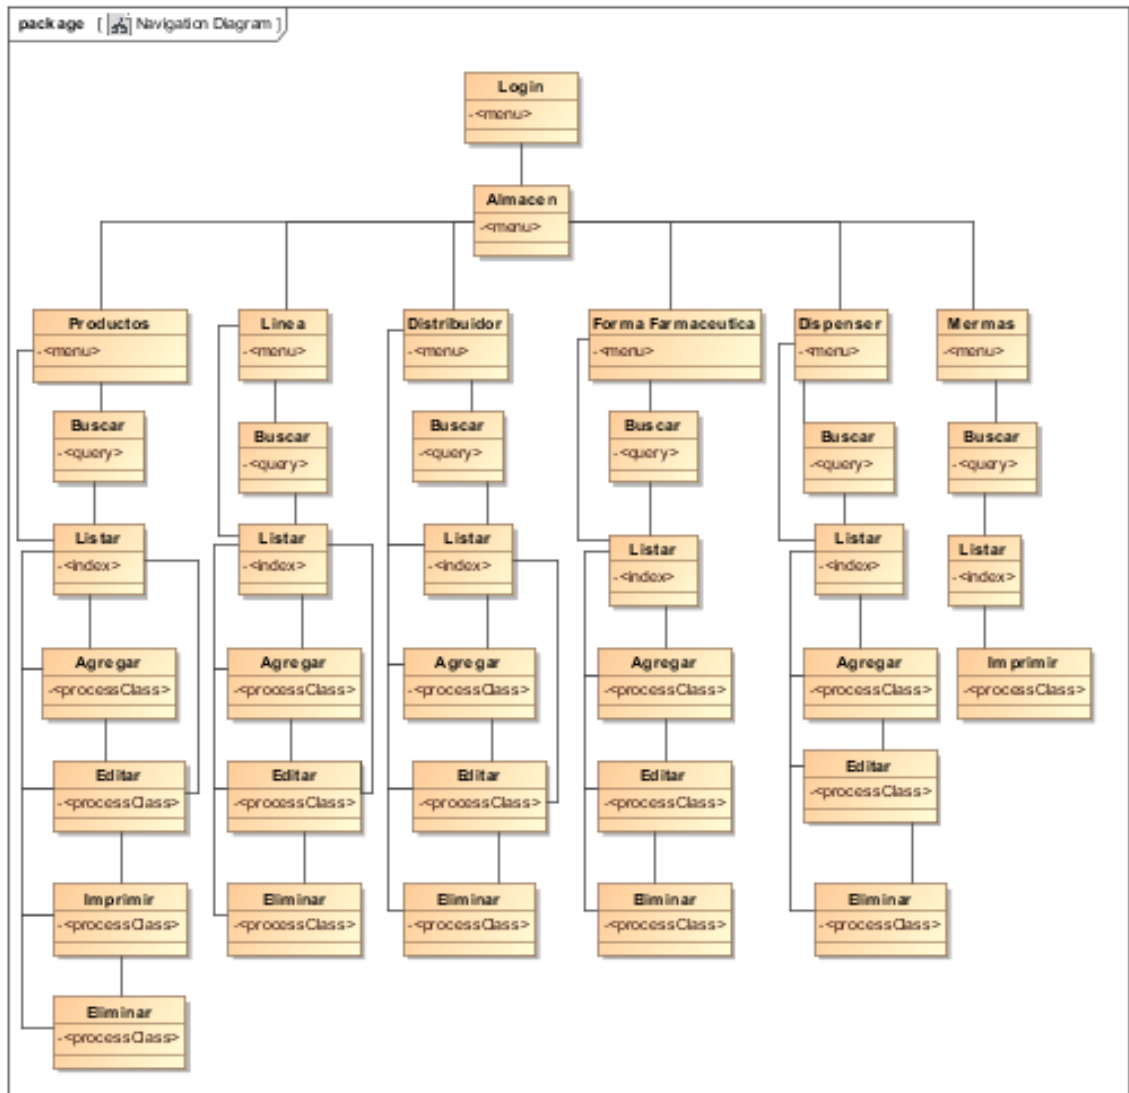 package [ Navigation Diagram ]
Login
-<menu>
Almacen
-<menu>
Productos
-<menu>
Linea
-<menu>
Distribuidor
-<menu>
Forma Farmaceutica
-<menu>
Dispenser
-<menu>
Mermas
-<menu>
Buscar
-<query>
Buscar
-<query>
Buscar
-<query>
Buscar
-<query>
Buscar
-<query>
Buscar
-<query>
Listar
-<index>
Listar
-<index>
Listar
-<index>
Listar
-<index>
Listar
-<index>
Listar
-<index>
Agregar
-<processClass>
Agregar
-<processClass>
Agregar
-<processClass>
Agregar
-<processClass>
Agregar
-<processClass>
Imprimir
-<processClass>
Editar
-<processClass>
Editar
-<processClass>
Editar
-<processClass>
Editar
-<processClass>
Editar
-<processClass>
Imprimir
-<processClass>
Eliminar
-<processClass>
Eliminar
-<processClass>
Eliminar
-<processClass>
Eliminar
-<processClass>
Eliminar
-<processClass>